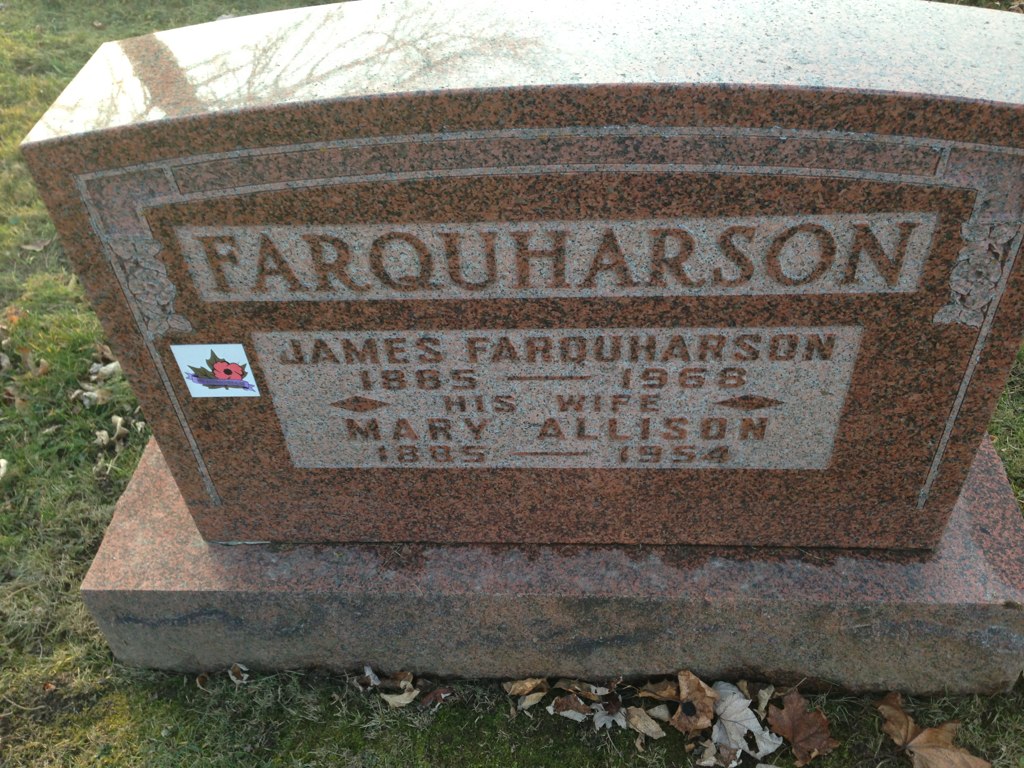 FARQUHARSON
JAMES FARQUHARSON
1885 — 1968
HIS WIFE
MARY ALLISON
1885 — 1954